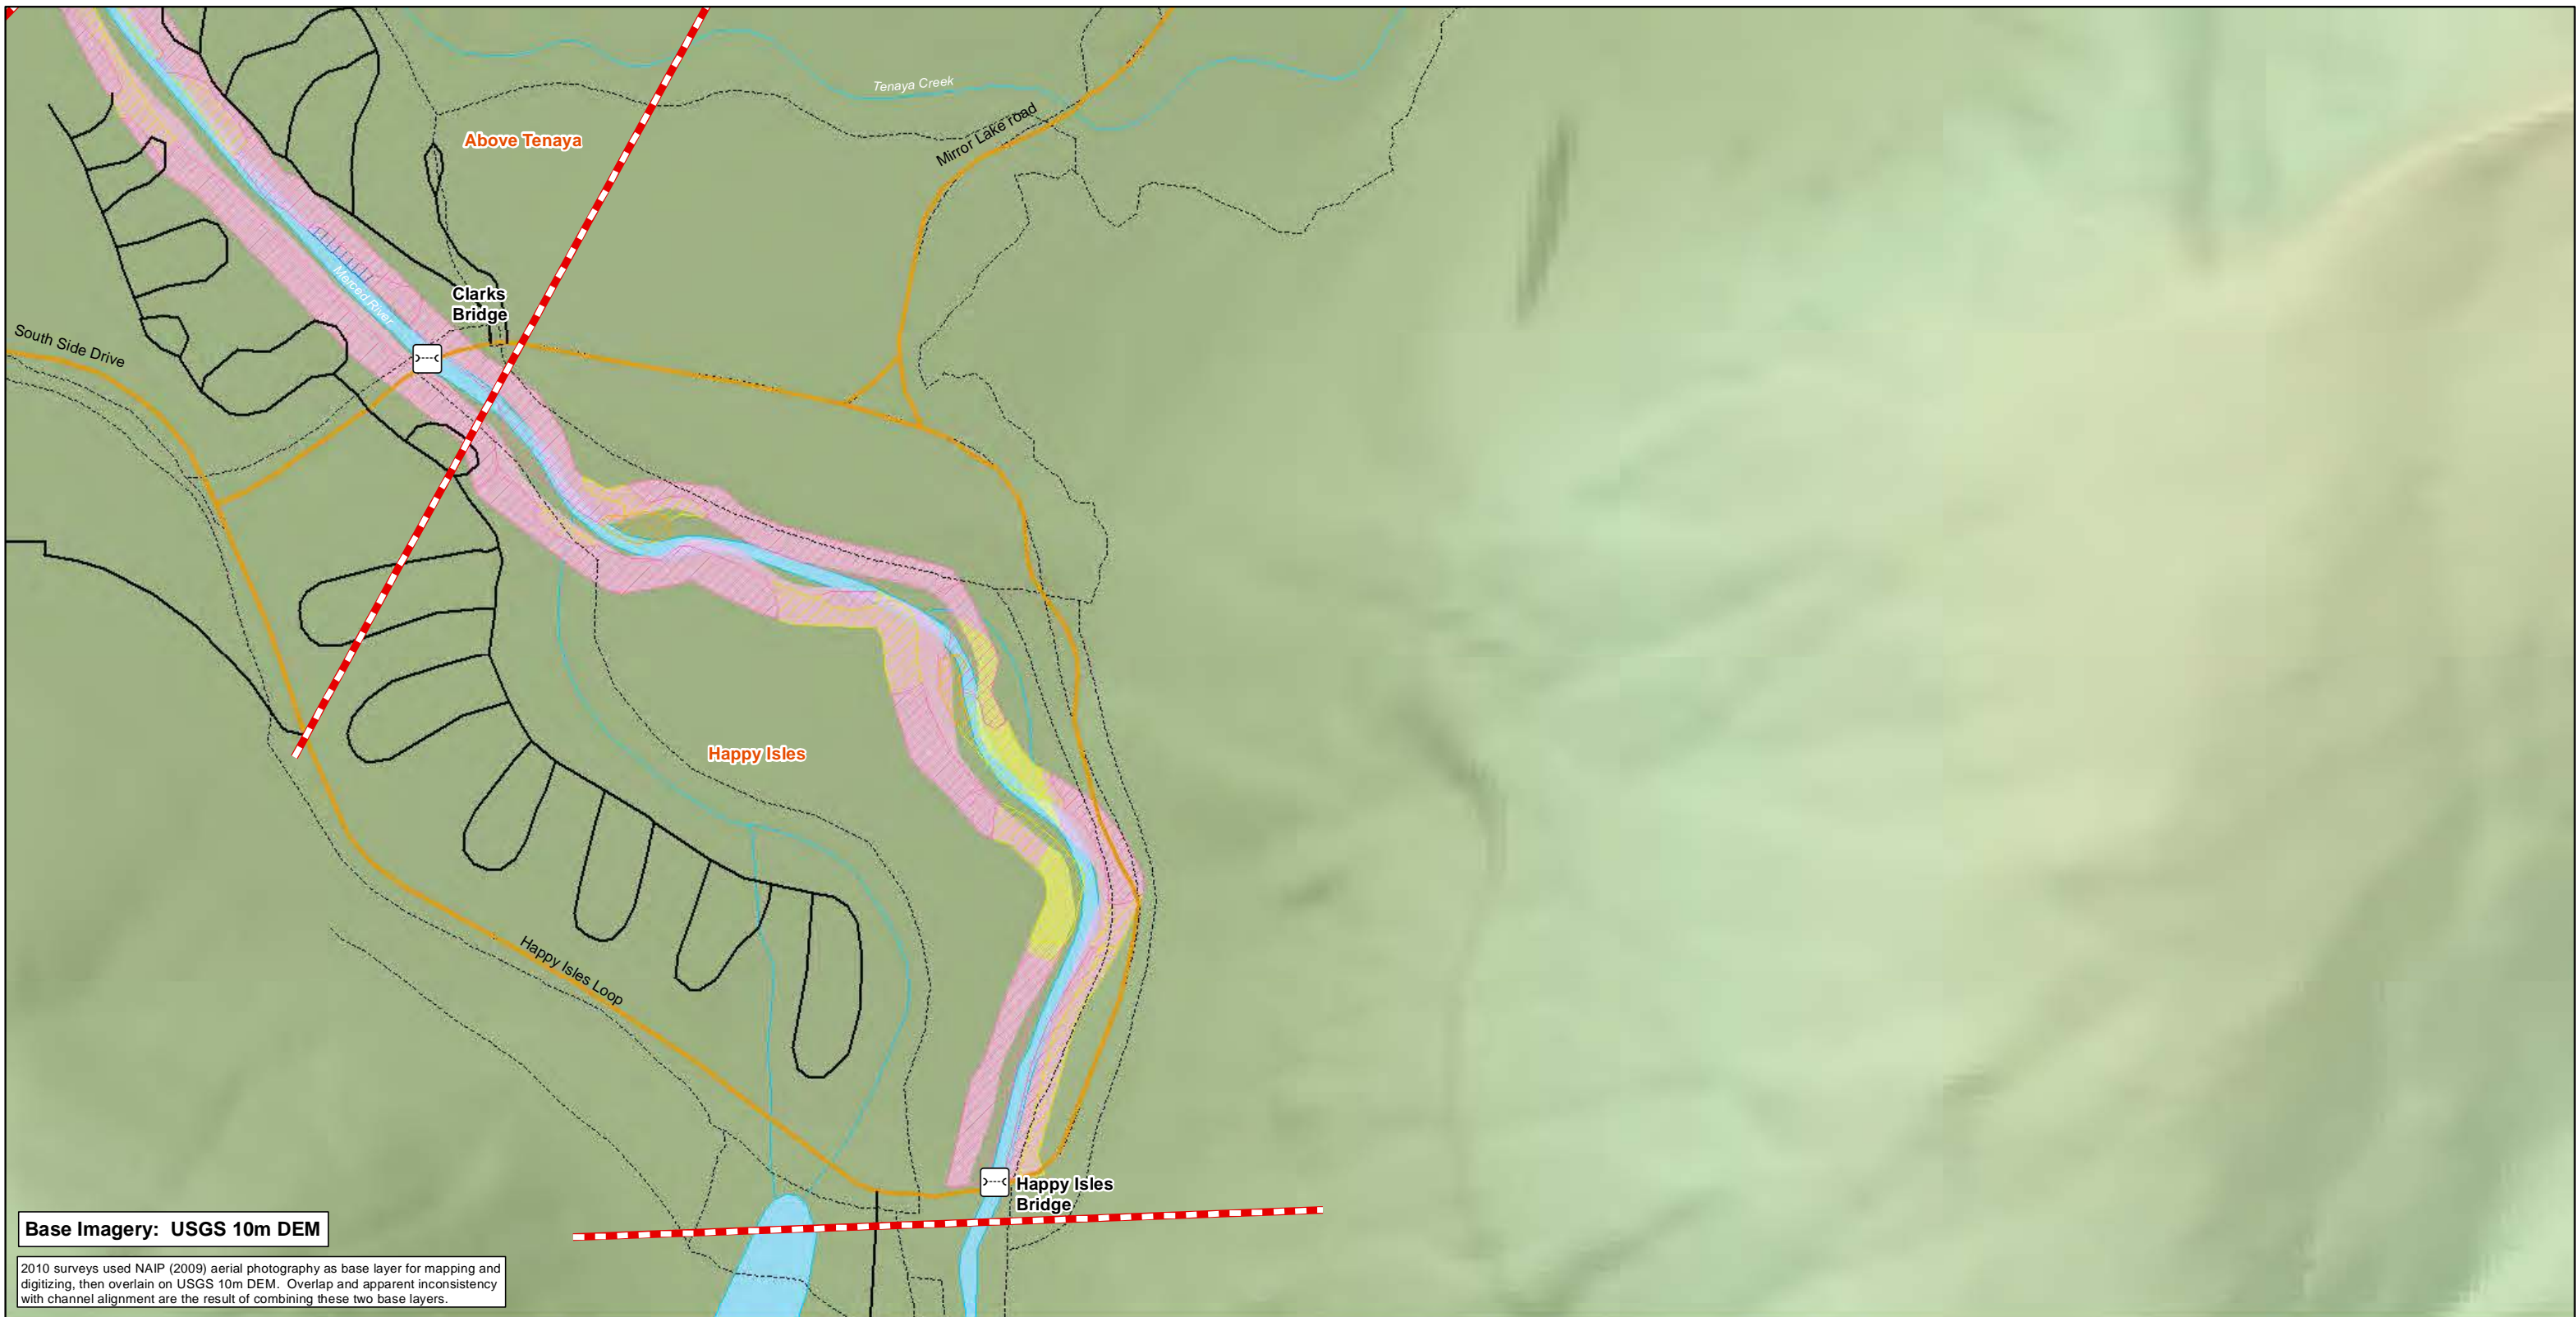 Tenaya Creek
Above Tenaya
Mirror Lake road
Clarks
Bridge
Merced River
South Side Drive
Happy Isles
Happy Isles Loop
Happy Isles
Bridge
Base Imagery: USGS 10m DEM
2010 surveys used NAIP (2009) aerial photography as base layer for mapping and
digitizing, then overlain on USGS 10m DEM. Overlap and apparent inconsistency
with channel alignment are the result of combining these two base layers.